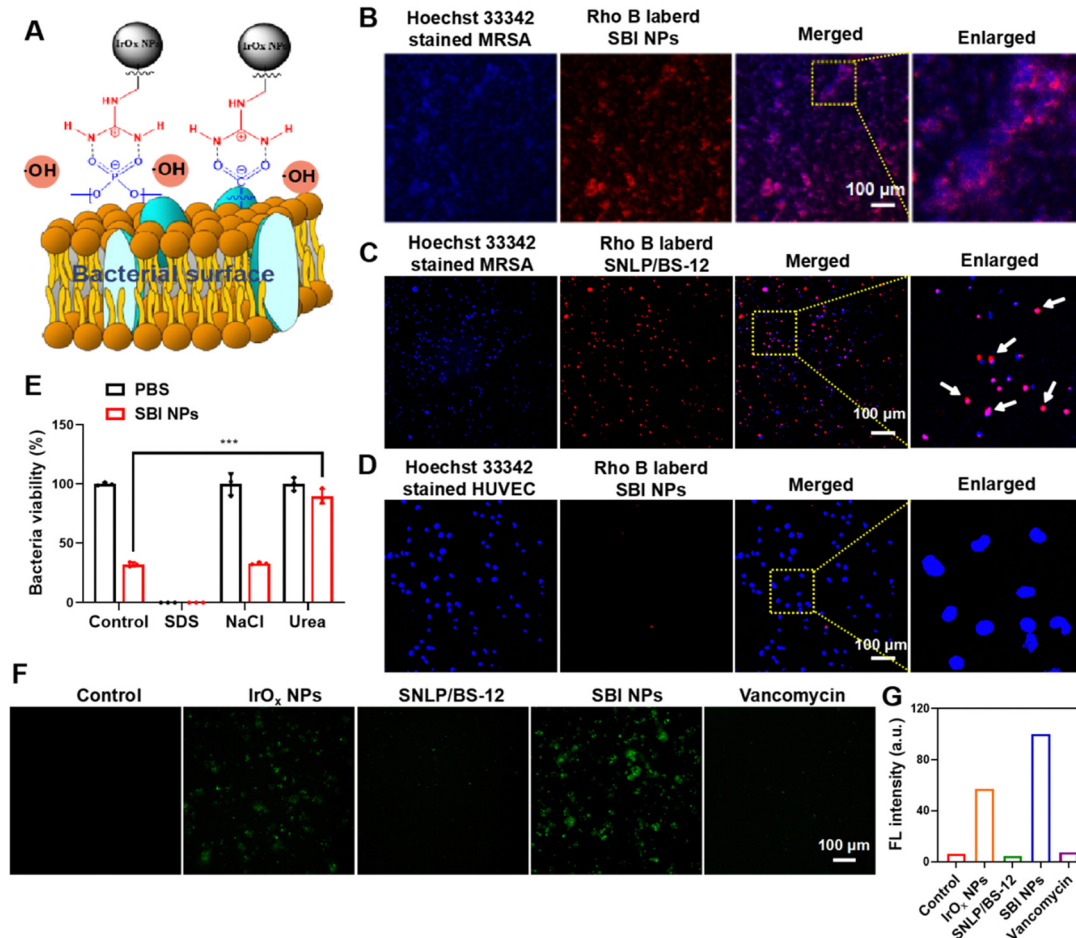 A
IrOx NPs
IrOx NPs
HN
HN
H
N
N
H
H
N
N
H
·OH
O
O
P
O
O
·OH
O
O
C
·OH
Bacterial surface
B
Hoechst 33342
stained MRSA
Rho B laberd
SBI NPs
Merged
Enlarged
100 µm
C
Hoechst 33342
stained MRSA
Rho B laberd
SNLP/BS-12
Merged
Enlarged
100 µm
D
Hoechst 33342
stained HUVEC
Rho B laberd
SBI NPs
Merged
Enlarged
100 µm
E
PBS
SBI NPs
Bacteria viability (%)
150
100
50
0
***
Control
SDS
NaCl
Urea
F
Control
IrOx NPs
SNLP/BS-12
SBI NPs
Vancomycin
100 µm
G
FL intensity (a.u.)
120
80
40
0
Control
IrOx NPs
SNLP/BS-12
SBI NPs
Vancomycin